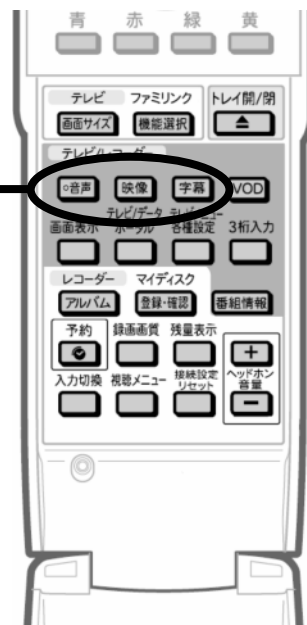 青 赤 緑 黄
テレビ ファミリンク トレイ開/閉
画面サイズ 機能選択
テレビ/レコーダー
○音声 映像 字幕 VOD
テレビ/データ テレビメニュー
画面表示 ポータル 各種設定 3桁入力
レコーダー マイディスク
アルバム 登録・確認 番組情報
予約 録画画質 残量表示
+
入力切換 視聴メニュー 接続設定 ヘッドホン
リセット 音量
-